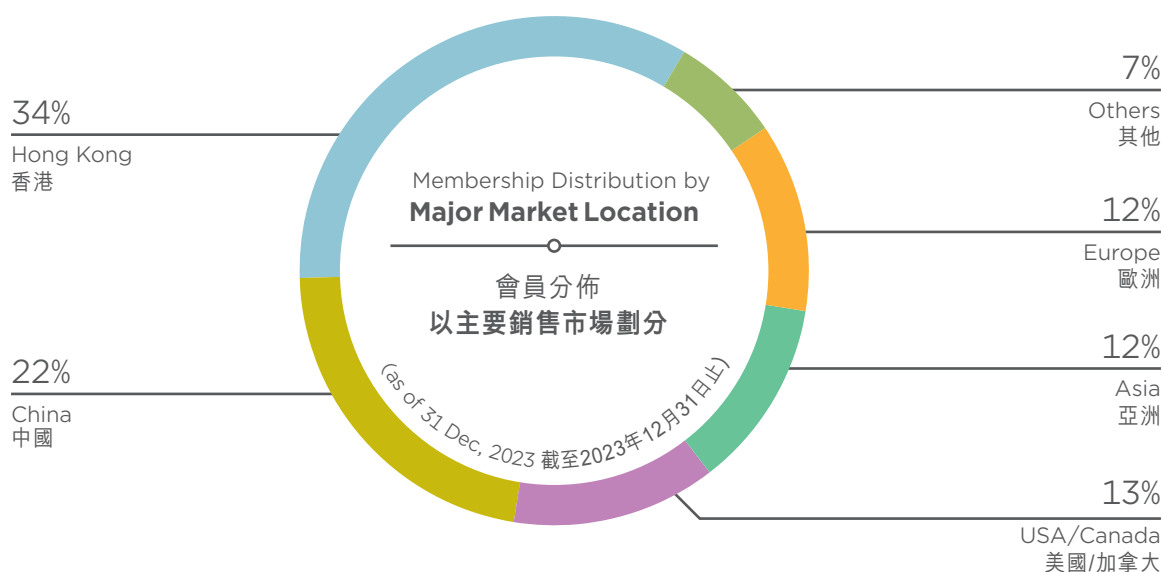 34%
Hong Kong
香港
22%
China
中國
Membership Distribution by
Major Market Location
會員分佈
以主要銷售市場劃分
(as of 31 Dec, 2023 截至2023年12月31日止)
7%
Others
其他
12%
Europe
歐洲
12%
Asia
亞洲
13%
USA/Canada
美國/加拿大